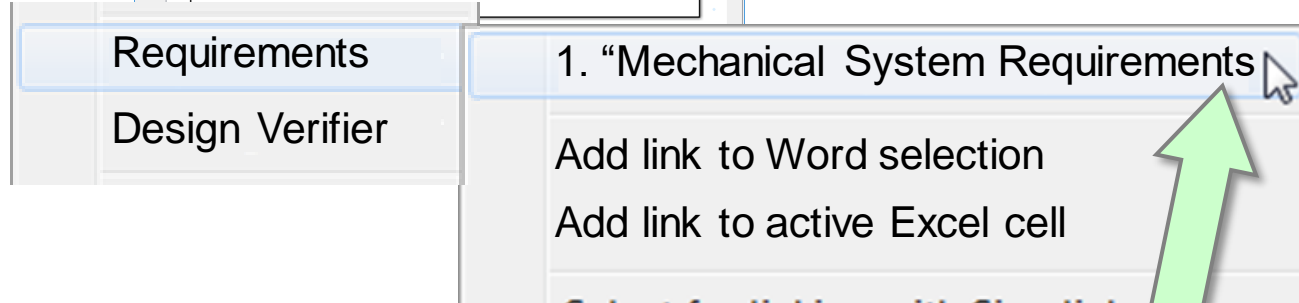 Requirements
Design Verifier
1. “Mechanical System Requirements
Add link to Word selection
Add link to active Excel cell